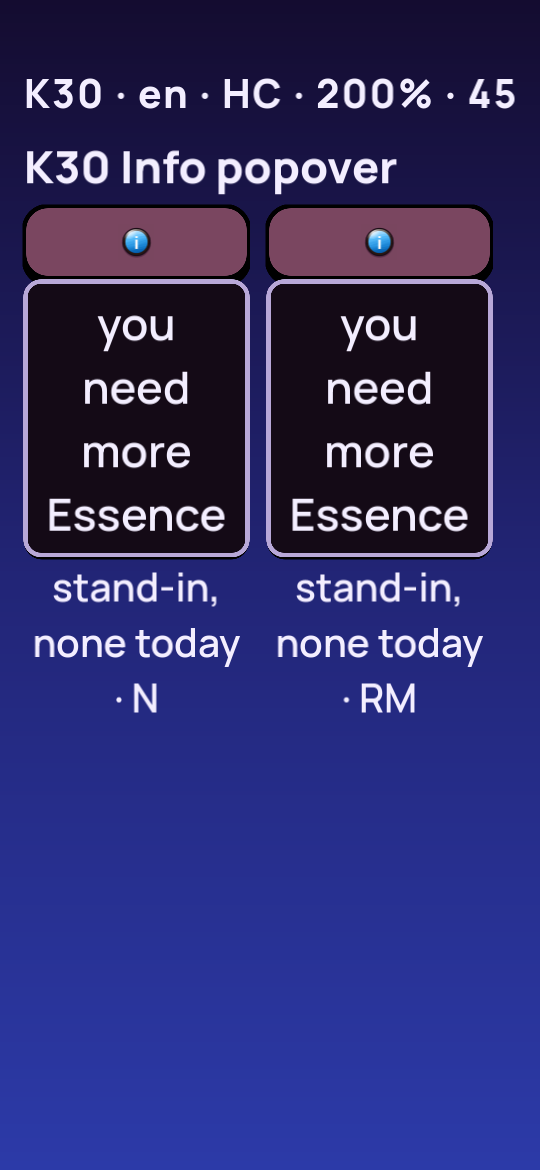 K30 · en · HC · 200% · 45
K30 Info popover
i
i
you
need
more
Essence
you
need
more
Essence
stand-in,
none today
· N
stand-in,
none today
· RM